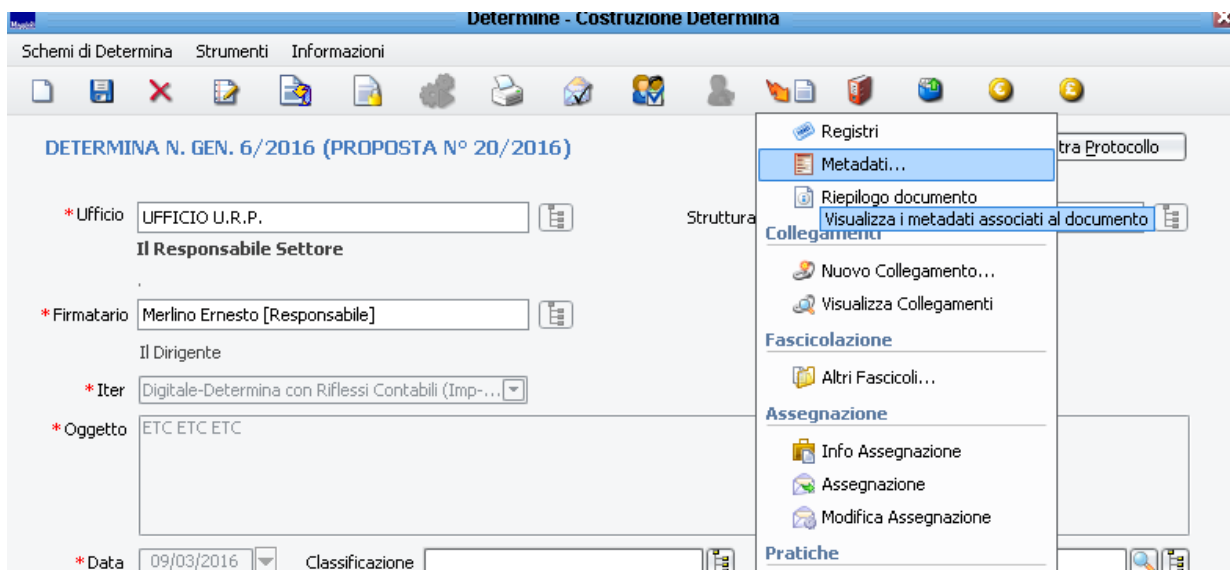 Determine - Costruzione Determina
Schemi di Determina Strumenti Informazioni
DETERMINA N. GEN. 6/2016 (PROPOSTA N° 20/2016)
tra Protocollo
*Ufficio UFFICIO U.R.P.
Struttura
Il Responsabile Settore
.
*Firmatario Merlino Ernesto [Responsabile]
Il Dirigente
*Iter Digitale-Determina con Riflessi Contabili (Imp-...
*Oggetto ETC ETC ETC
*Data 09/03/2016 Classificazione
Registri
Metadati...
Riepilogo documento
Visualizza i metadati associati al documento
Collegamenti
Nuovo Collegamento...
Visualizza Collegamenti
Fascicolazione
Altri Fascicoli...
Assegnazione
Info Assegnazione
Assegnazione
Modifica Assegnazione
Pratiche